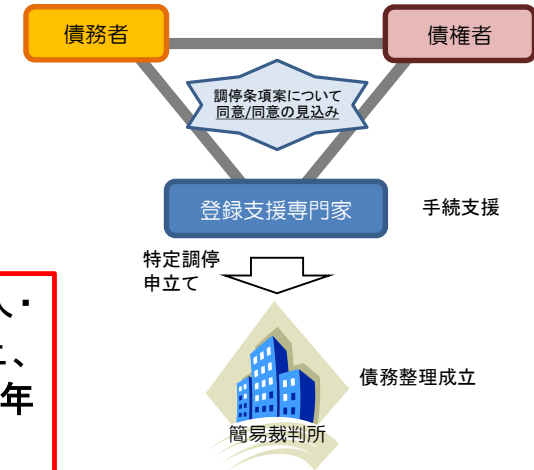 債務者
債権者
調停条項案について
同意/同意の見込み
登録支援専門家
手続支援
特定調停
申立て
人・
年
債務整理成立
簡易裁判所